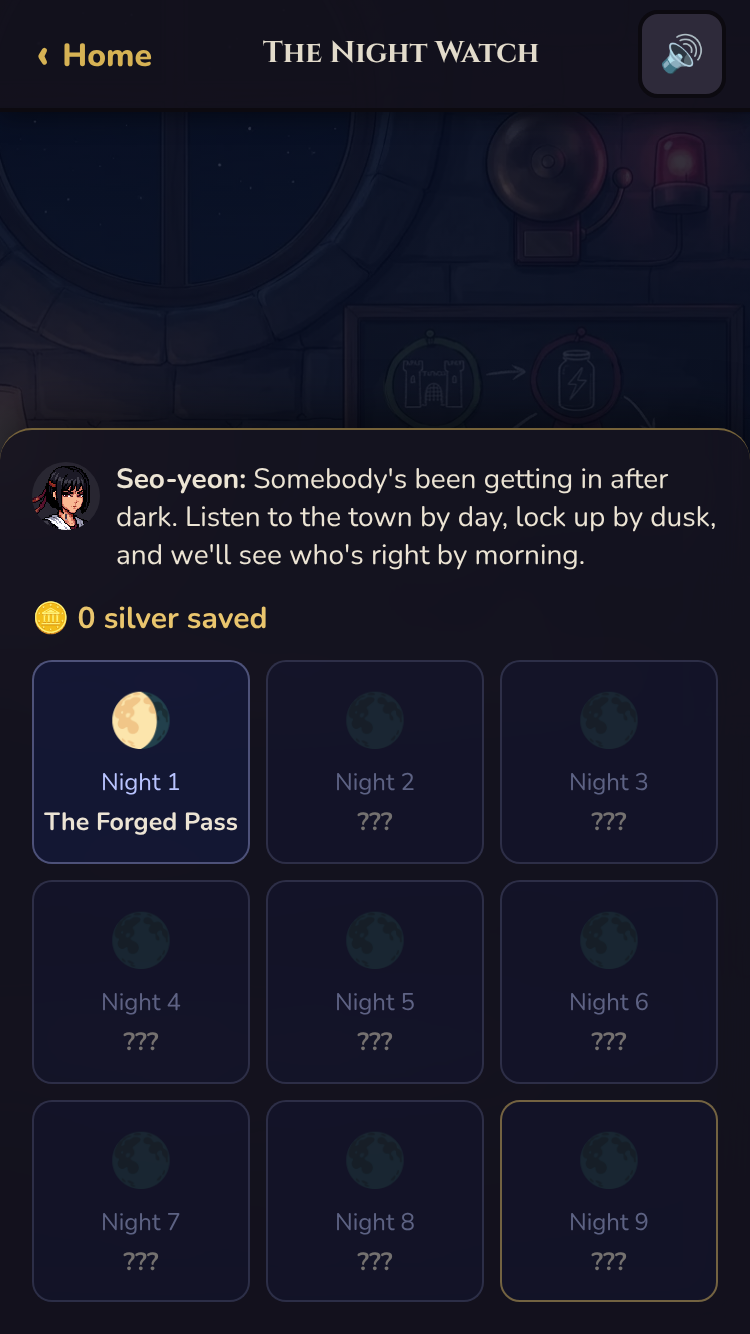 ‹ Home
The Night Watch
Seo-yeon: Somebody's been getting in after
dark. Listen to the town by day, lock up by dusk,
and we'll see who's right by morning.
0 silver saved
Night 1
The Forged Pass
Night 2
???
Night 3
???
Night 4
???
Night 5
???
Night 6
???
Night 7
???
Night 8
???
Night 9
???